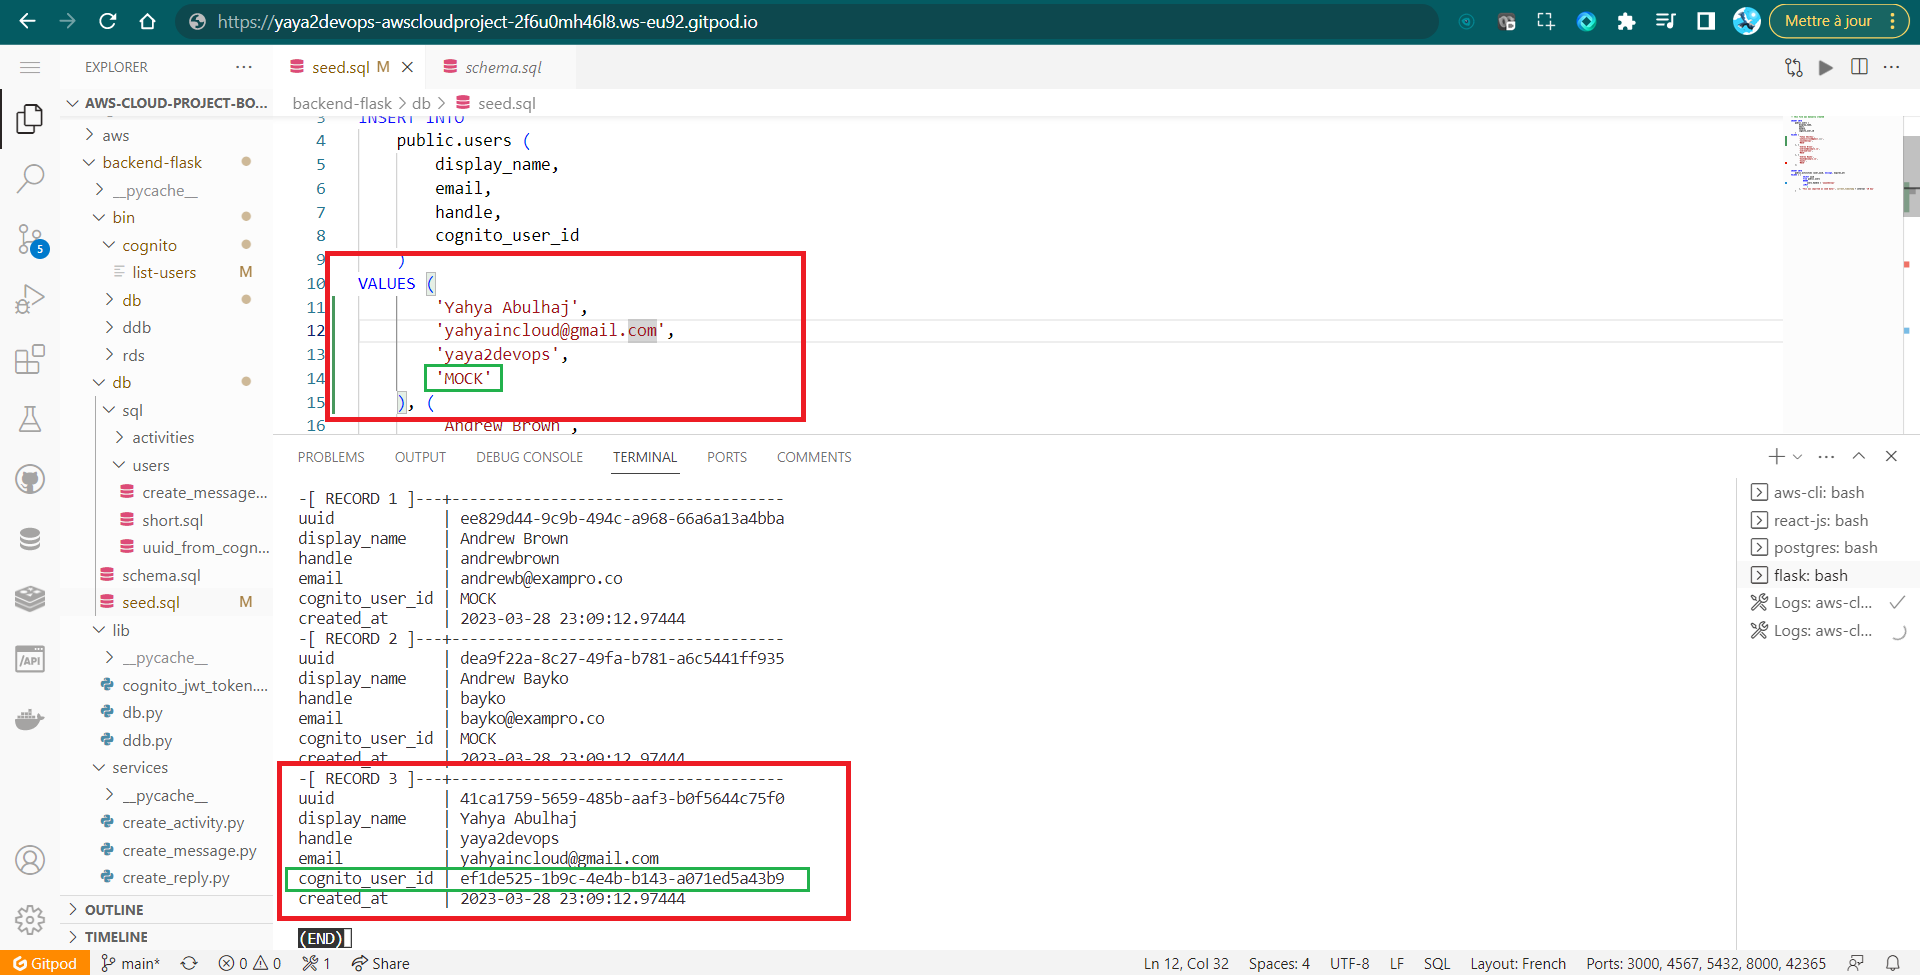 https://yaya2devops-awscloudproject-2f6u0mh46l8.ws-eu92.gitpod.io
Mettre à jour
EXPLORER
seed.sql M
schema.sql
AWS-CLOUD-PROJECT-BO...
backend-flask > db > seed.sql
aws
backend-flask
__pycache__
bin
cognito
list-users M
db
ddb
rds
db
sql
activities
users
create_message...
short.sql
uuid_from_cogn...
schema.sql
seed.sql M
lib
__pycache__
cognito_jwt_token....
db.py
ddb.py
services
__pycache__
create_activity.py
create_message.py
create_reply.py
OUTLINE
TIMELINE
5
/API
3 INSERT INTO
4 public.users (
5 display_name,
6 email,
7 handle,
8 cognito_user_id
9 )
10 VALUES (
11 'Yahya Abulhaj',
12 'yahyaincloud@gmail.com',
13 'yaya2devops',
14 'MOCK'
15 ), (
16 'Andrew Brown',
PROBLEMS OUTPUT DEBUG CONSOLE TERMINAL PORTS COMMENTS
-[ RECORD 1 ]---+-------------------------------------
uuid | ee829d44-9c9b-494c-a968-66a6a13a4bba
display_name | Andrew Brown
handle | andrewbrown
email | andrewb@exampro.co
cognito_user_id | MOCK
created_at | 2023-03-28 23:09:12.97444
-[ RECORD 2 ]---+-------------------------------------
uuid | dea9f22a-8c27-49fa-b781-a6c5441ff935
display_name | Andrew Bayko
handle | bayko
email | bayko@exampro.co
cognito_user_id | MOCK
created_at | 2023-03-28 23:09:12.97444
-[ RECORD 3 ]---+-------------------------------------
uuid | 41ca1759-5659-485b-aaf3-b0f5644c75f0
display_name | Yahya Abulhaj
handle | yaya2devops
email | yahyaincloud@gmail.com
cognito_user_id | ef1de525-1b9c-4e4b-b143-a071ed5a43b9
created_at | 2023-03-28 23:09:12.97444
(END)
aws-cli: bash
react-js: bash
postgres: bash
flask: bash
Logs: aws-cl...
Logs: aws-cl...
Gitpod main* 0 0 1 Share Ln 12, Col 32 Spaces: 4 UTF-8 LF SQL Layout: French Ports: 3000, 4567, 5432, 8000, 42365